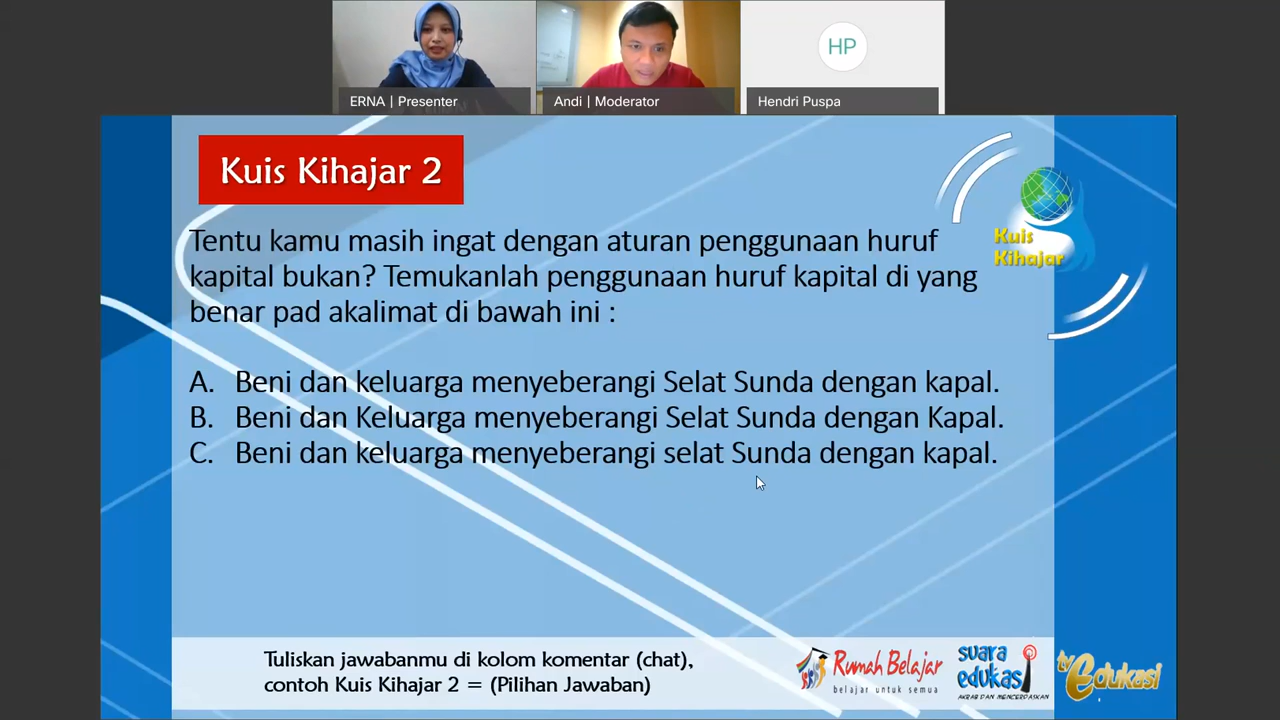 ERNA | Presenter
Andi | Moderator
HP
Hendri Puspa
Kuis Kihajar 2
Kuis
Kihajar
Tentu kamu masih ingat dengan aturan penggunaan huruf
kapital bukan? Temukanlah penggunaan huruf kapital di yang
benar pad akalimat di bawah ini :
A. Beni dan keluarga menyeberangi Selat Sunda dengan kapal.
B. Beni dan Keluarga menyeberangi Selat Sunda dengan Kapal.
C. Beni dan keluarga menyeberangi selat Sunda dengan kapal.
Tuliskan jawabanmu di kolom komentar (chat),
contoh Kuis Kihajar 2 = (Pilihan Jawaban)
Rumah Belajar
belajar untuk semua
suara
edukasi
AKRAB DAN MENCERDASKAN
tv edukasi